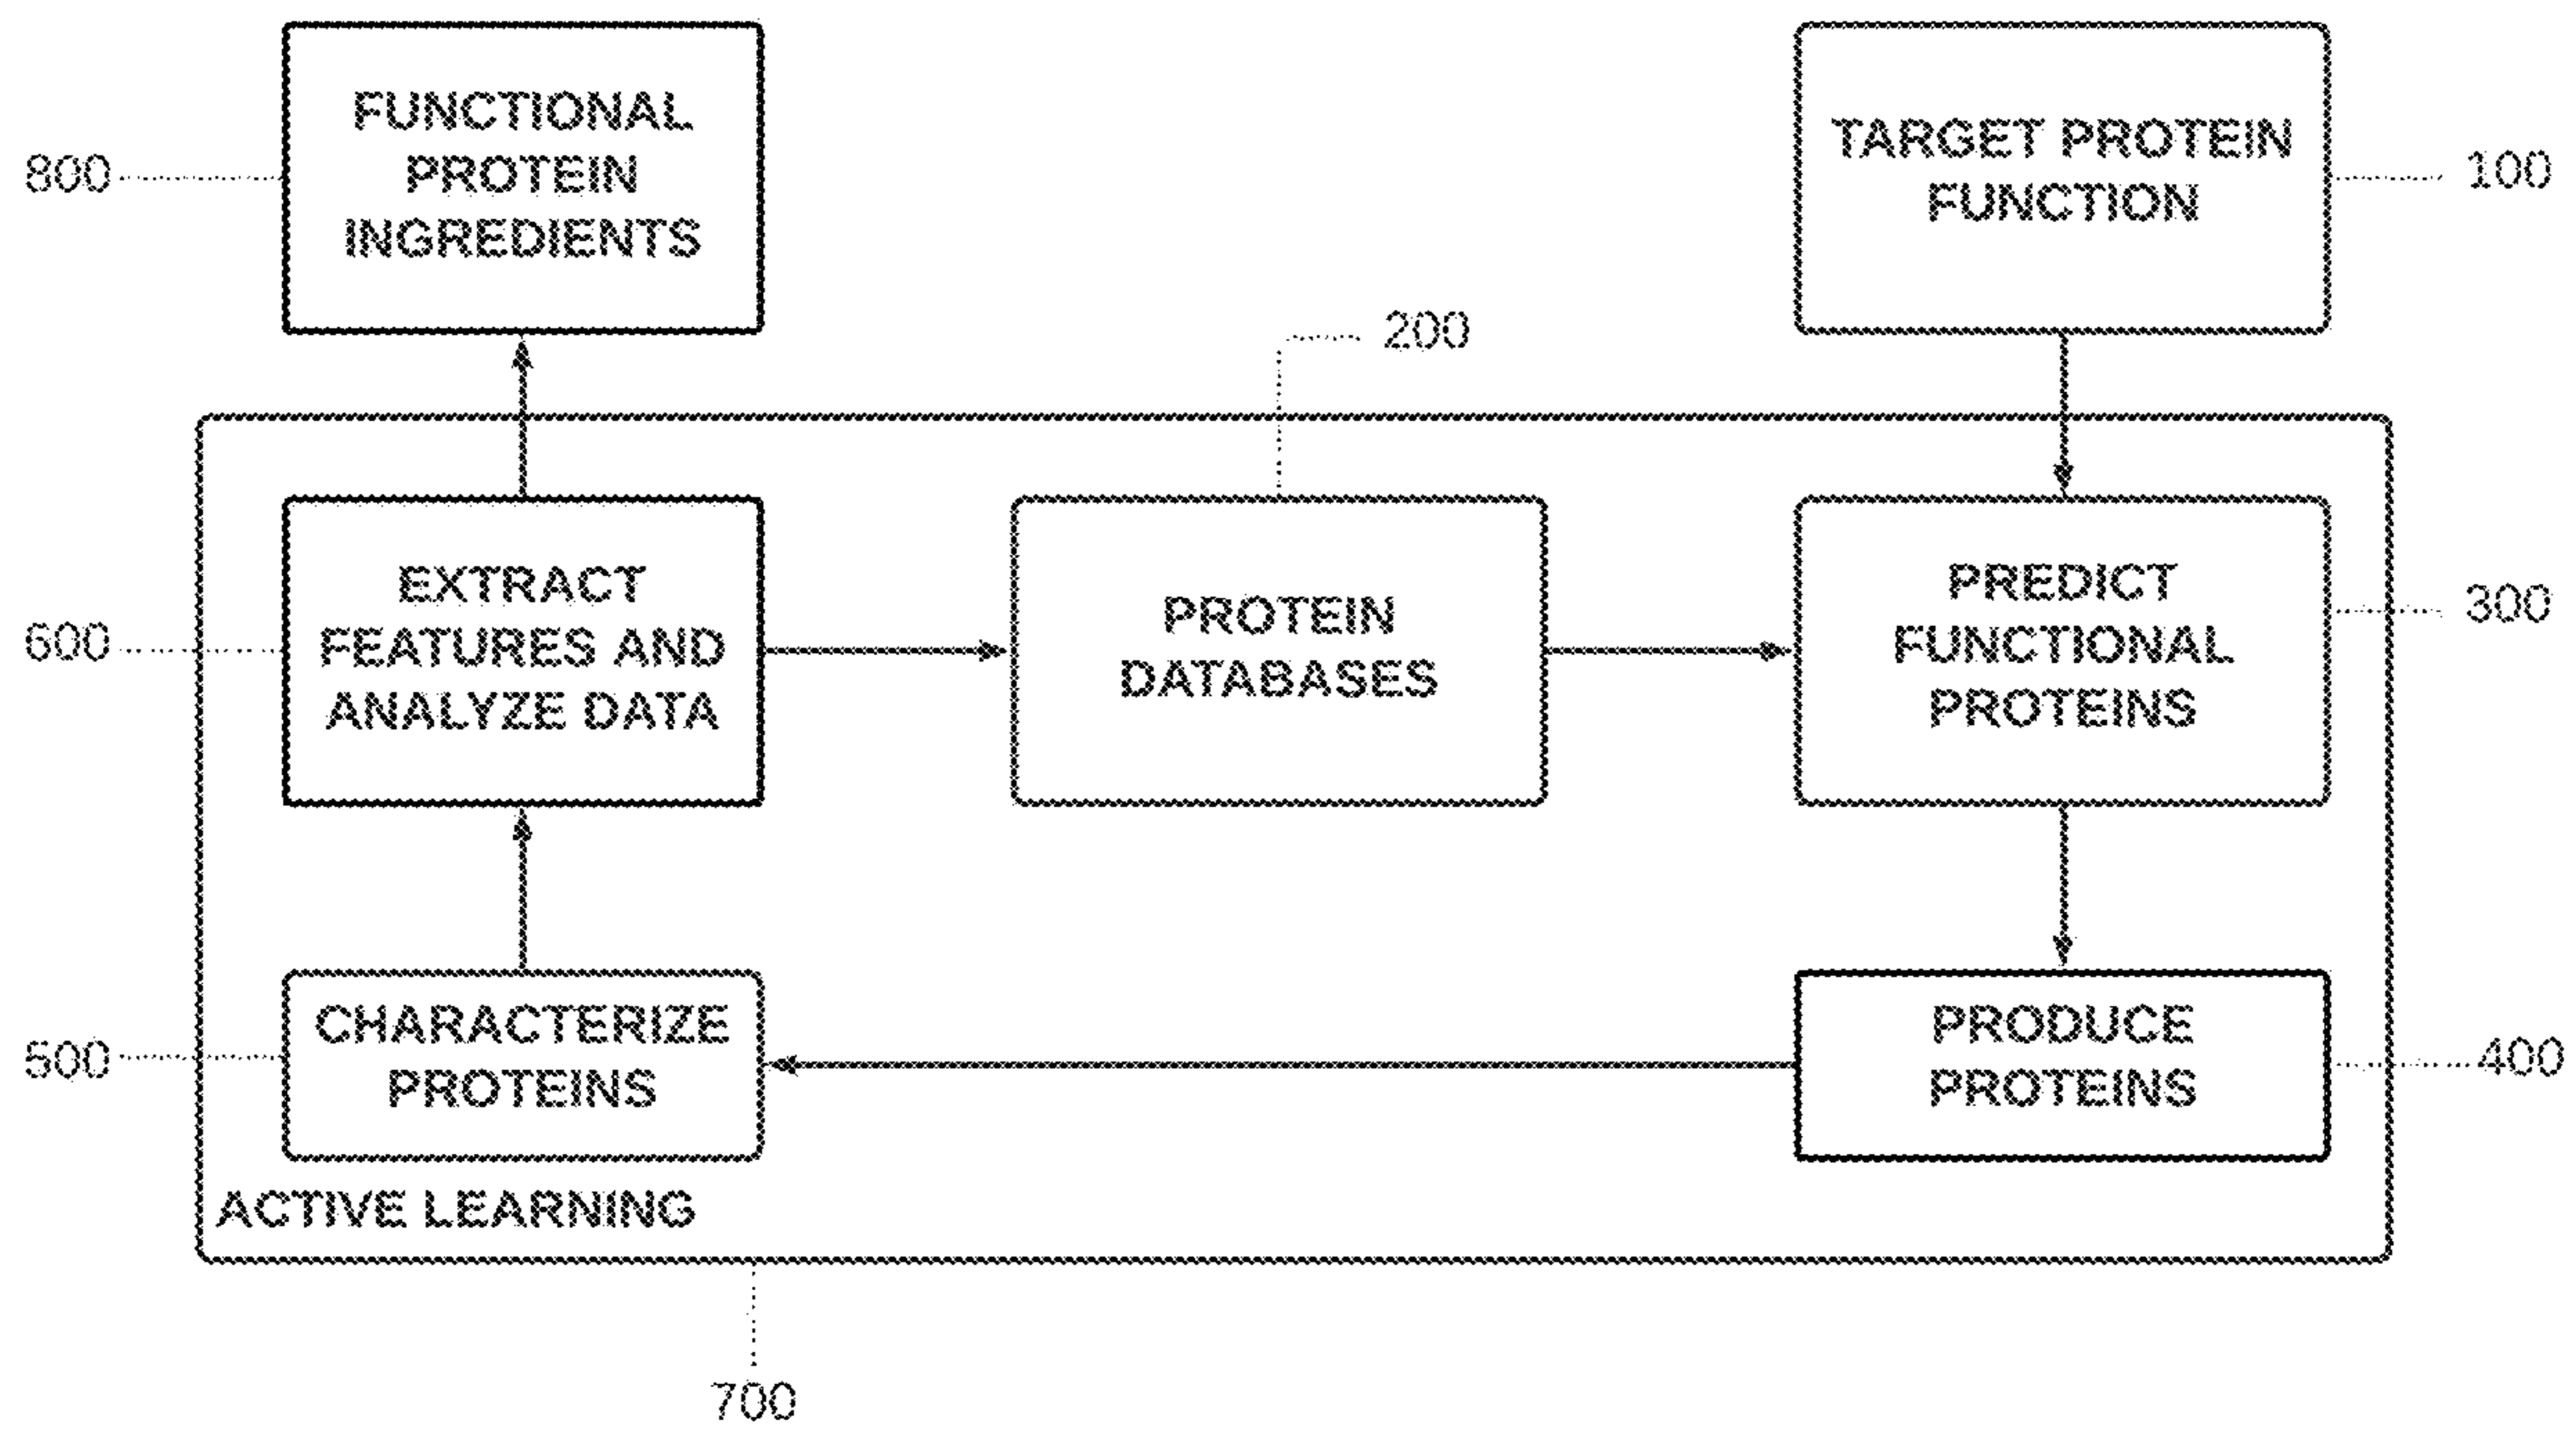 FUNCTIONAL
PROTEIN
INGREDIENTS
800
TARGET PROTEIN
FUNCTION
100
200
EXTRACT
FEATURES AND
ANALYZE DATA
600
PROTEIN
DATABASES
PREDICT
FUNCTIONAL
PROTEINS
300
CHARACTERIZE
PROTEINS
500
PRODUCE
PROTEINS
400
ACTIVE LEARNING
700